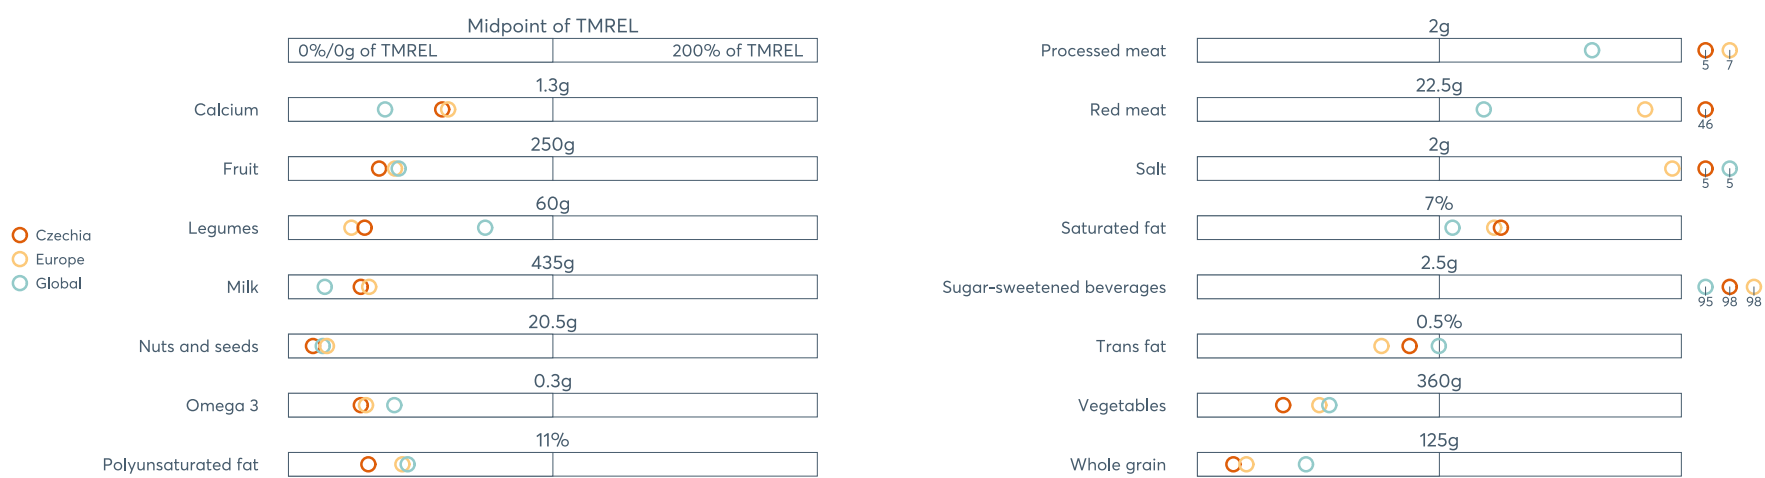 Midpoint of TMREL
0%/0g of TMREL
200% of TMREL
1.3g
Calcium
250g
Fruit
60g
Legumes
435g
Milk
20.5g
Nuts and seeds
0.3g
Omega 3
11%
Polyunsaturated fat
Czechia
Europe
Global
2g
Processed meat
5 7
22.5g
Red meat
46
2g
Salt
5 5
7%
Saturated fat
2.5g
Sugar-sweetened beverages
95 98 98
0.5%
Trans fat
360g
Vegetables
125g
Whole grain